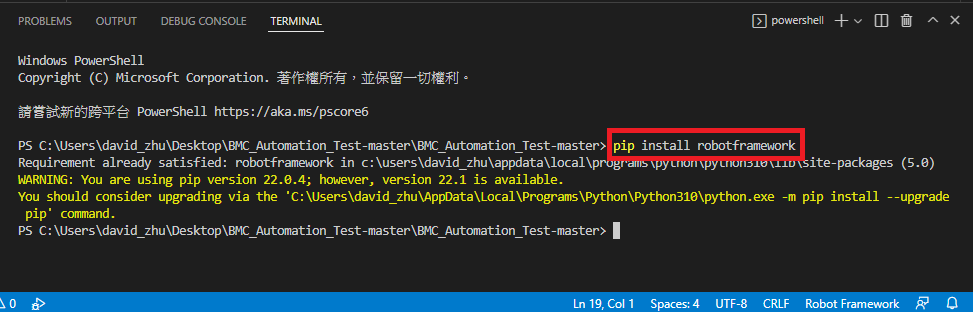 PROBLEMS OUTPUT DEBUG CONSOLE TERMINAL powershell
Windows PowerShell
Copyright (C) Microsoft Corporation. 著作權所有，並保留一切權利。
請嘗試新的跨平台 PowerShell https://aka.ms/pscore6
PS C:\Users\david_zhu\Desktop\BMC_Automation_Test-master\BMC_Automation_Test-master> pip install robotframework
Requirement already satisfied: robotframework in c:\users\david_zhu\appdata\local\programs\python\python310\lib\site-packages (5.0)
WARNING: You are using pip version 22.0.4; however, version 22.1 is available.
You should consider upgrading via the 'C:\Users\david_zhu\AppData\Local\Programs\Python\Python310\python.exe -m pip install --upgrade
pip' command.
PS C:\Users\david_zhu\Desktop\BMC_Automation_Test-master\BMC_Automation_Test-master>
0 Ln 19, Col 1 Spaces: 4 UTF-8 CRLF Robot Framework